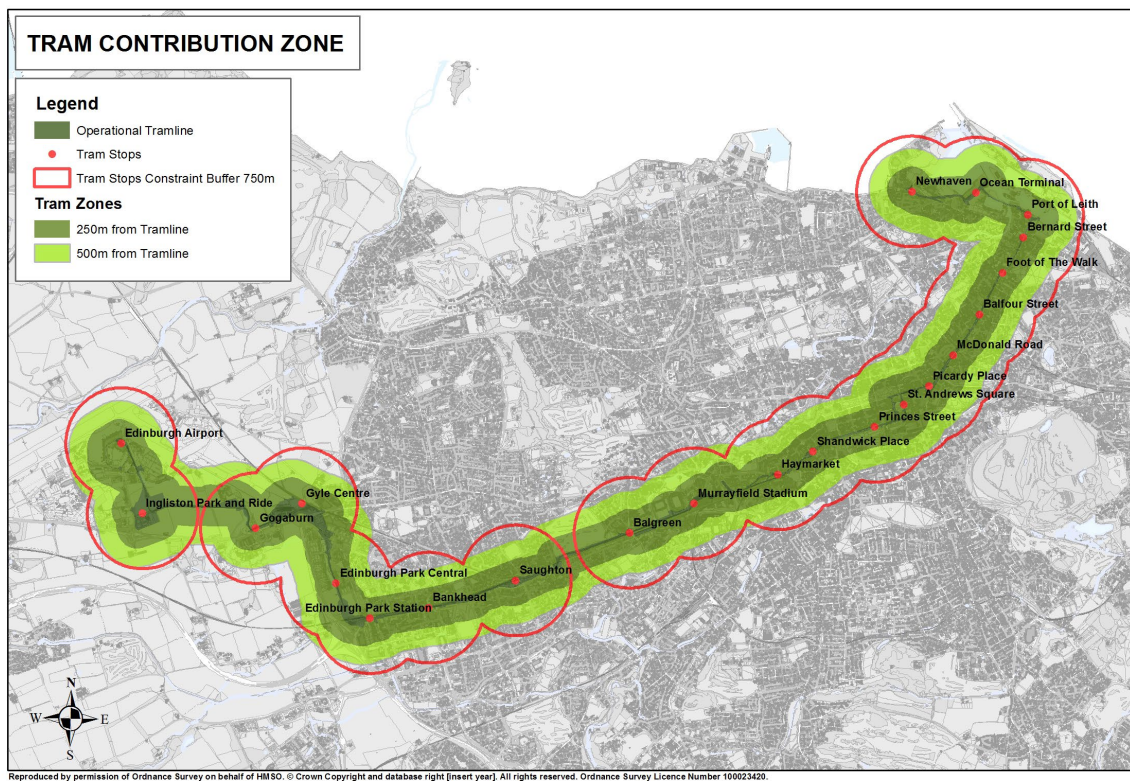 TRAM CONTRIBUTION ZONE
Legend
Operational Tramline
Tram Stops
Tram Stops Constraint Buffer 750m
Tram Zones
250m from Tramline
500m from Tramline
Newhaven
Ocean Terminal
Port of Leith
Bernard Street
Foot of The Walk
Balfour Street
McDonald Road
Picardy Place
St. Andrews Square
Princes Street
Shandwick Place
Haymarket
Murrayfield Stadium
Balgreen
Saughton
Bankhead
Edinburgh Park Station
Edinburgh Park Central
Gyle Centre
Gogaburn
Ingliston Park and Ride
Edinburgh Airport
N
W
E
S
Reproduced by permission of Ordnance Survey on behalf of HMSO. © Crown Copyright and database right [insert year]. All rights reserved. Ordnance Survey Licence Number 100023420.